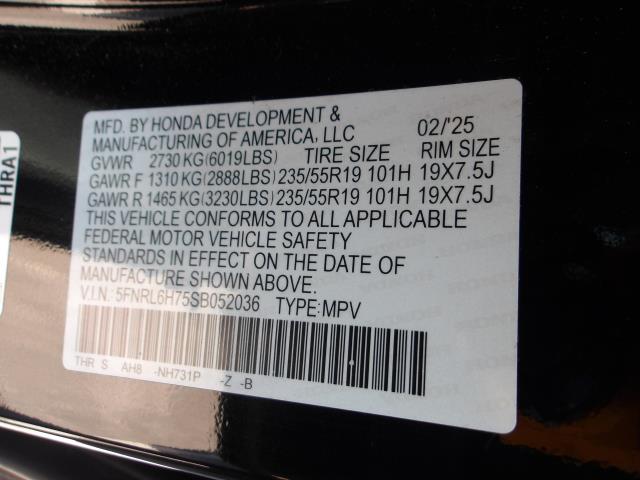 MFD. BY HONDA DEVELOPMENT &
MANUFACTURING OF AMERICA, LLC 02/'25
GVWR 2730 KG(6019LBS) TIRE SIZE RIM SIZE
GAWR F 1310 KG(2888LBS) 235/55R19 101H 19X7.5J
GAWR R 1465 KG(3230LBS) 235/55R19 101H 19X7.5J
THIS VEHICLE CONFORMS TO ALL APPLICABLE
FEDERAL MOTOR VEHICLE SAFETY
STANDARDS IN EFFECT ON THE DATE OF
MANUFACTURE SHOWN ABOVE.
V.I.N.: 5FNRL6H75SB052036 TYPE:MPV
THR S AH8 -NH731P -Z -B
THRA1